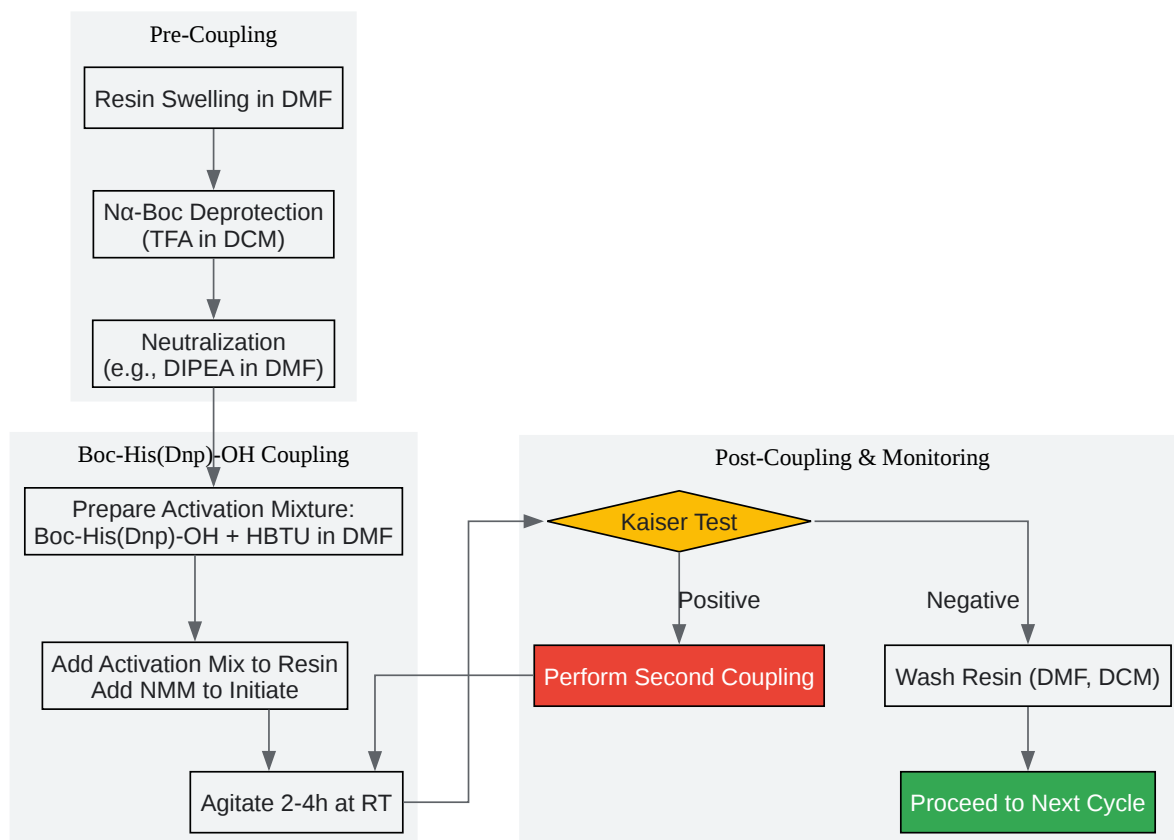 Pre-Coupling
Resin Swelling in DMF
Nα-Boc Deprotection
(TFA in DCM)
Neutralization
(e.g., DIPEA in DMF)
Boc-His(Dnp)-OH Coupling
Prepare Activation Mixture:
Boc-His(Dnp)-OH + HBTU in DMF
Add Activation Mix to Resin
Add NMM to Initiate
Agitate 2-4h at RT
Post-Coupling & Monitoring
Kaiser Test
Positive
Negative
Perform Second Coupling
Wash Resin (DMF, DCM)
Proceed to Next Cycle